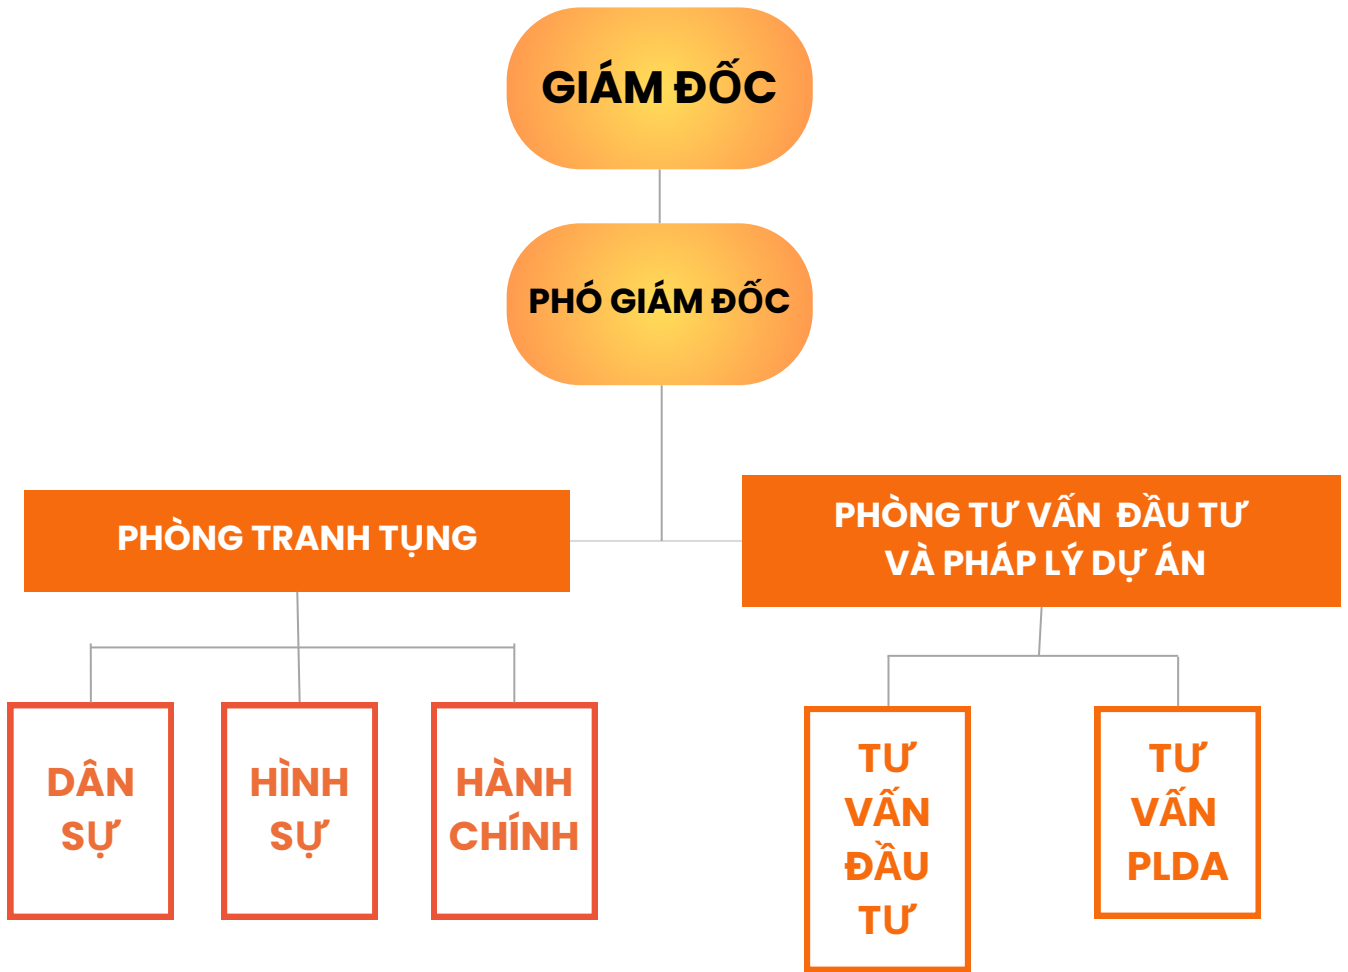 GIÁM ĐỐC
PHÓ GIÁM ĐỐC
PHÒNG TRANH TỤNG
PHÒNG TƯ VẤN ĐẦU TƯ
VÀ PHÁP LÝ DỰ ÁN
DÂN
SỰ
HÌNH
SỰ
HÀNH
CHÍNH
TƯ
VẤN
ĐẦU
TƯ
TƯ
VẤN
PLDA